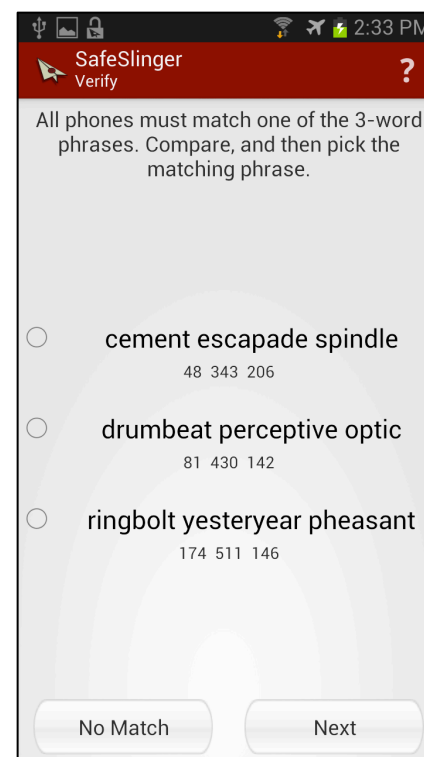 2:33 PM
SafeSlinger
Verify
?
All phones must match one of the 3-word
phrases. Compare, and then pick the
matching phrase.
cement escapade spindle
48 343 206
drumbeat perceptive optic
81 430 142
ringbolt yesteryear pheasant
174 511 146
No Match
Next